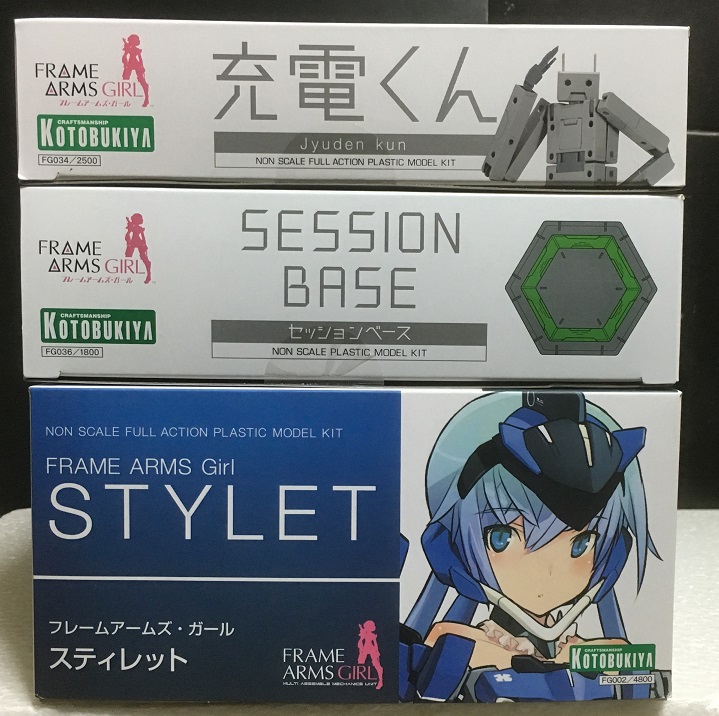 FRAME
ARMS GIRL
フレームアームズ・ガール
CRAFTSMANSHIP
KOTOBUKIYA
FG034/2500
充電くん
Jyuden kun
NON SCALE FULL ACTION PLASTIC MODEL KIT
FRAME
ARMS GIRL
フレームアームズ・ガール
CRAFTSMANSHIP
KOTOBUKIYA
FG036/1800
SESSION
BASE
セッションベース
NON SCALE PLASTIC MODEL KIT
NON SCALE FULL ACTION PLASTIC MODEL KIT
FRAME ARMS Girl
STYLET
フレームアームズ・ガール
スティレット
FRAME
ARMS GIRL
MULTI ASSEMBLE MECHANICS UNIT
CRAFTSMANSHIP
KOTOBUKIYA
FG002/4800